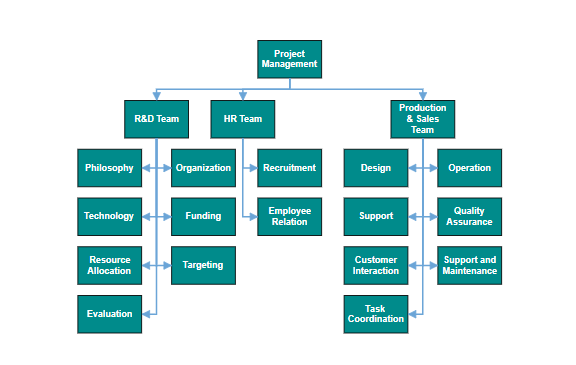 Project
Management
R&D Team
HR Team
Production
& Sales
Team
Philosophy
Organization
Recruitment
Design
Operation
Technology
Funding
Employee
Relation
Support
Quality
Assurance
Resource
Allocation
Targeting
Customer
Interaction
Support and
Maintenance
Evaluation
Task
Coordination